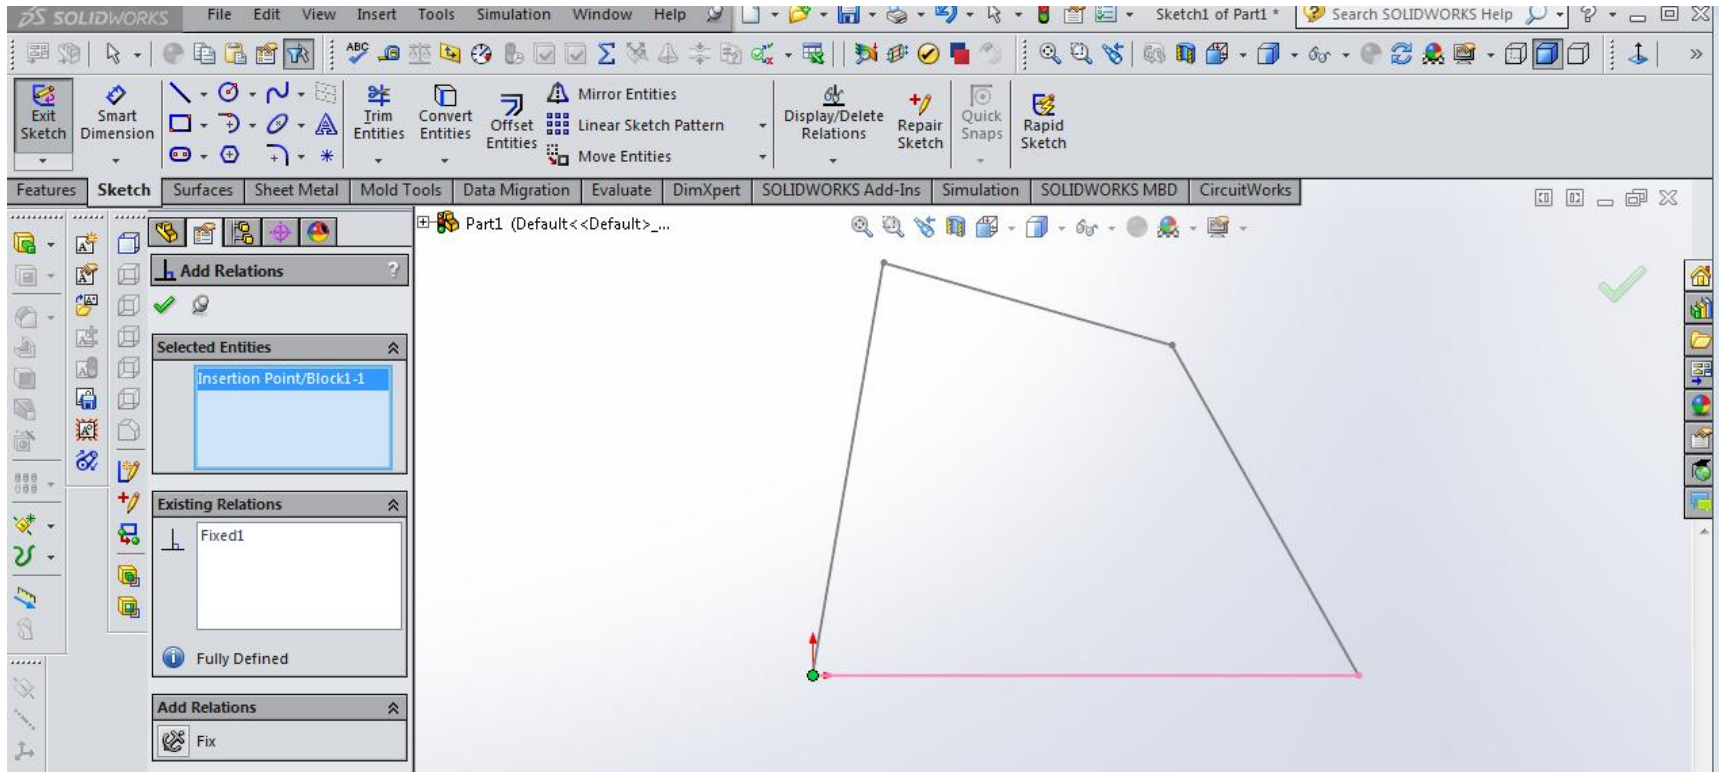 SOLIDWORKS File Edit View Insert Tools Simulation Window Help Sketch1 of Part1 * Search SOLIDWORKS Help
ABC
Exit Sketch
Smart Dimension
Trim Entities
Convert Entities
Offset Entities
Mirror Entities
Linear Sketch Pattern
Move Entities
Display/Delete Relations
Repair Sketch
Quick Snaps
Rapid Sketch
Features Sketch Surfaces Sheet Metal Mold Tools Data Migration Evaluate DimXpert SOLIDWORKS Add-Ins Simulation SOLIDWORKS MBD CircuitWorks
Part1 (Default<<Default>_...
Add Relations ?
Selected Entities
Insertion Point/Block1-1
Existing Relations
Fixed1
Fully Defined
Add Relations
Fix